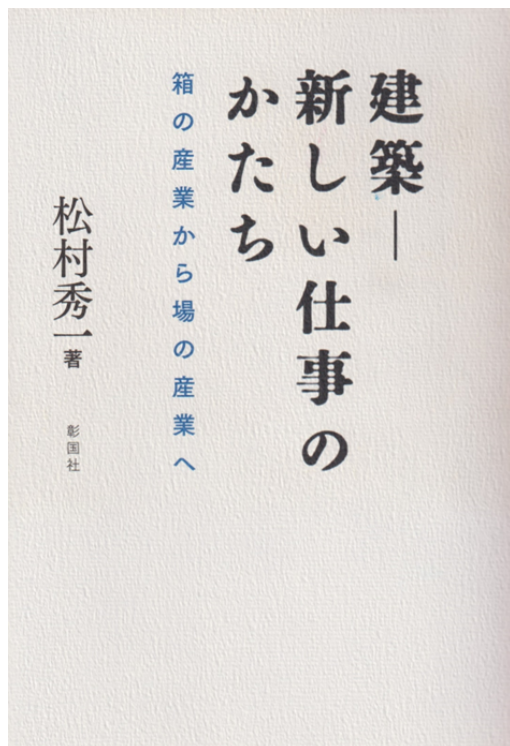 建築―
新しい仕事の
かたち
箱の産業から場の産業へ
松村秀一 著
彰国社